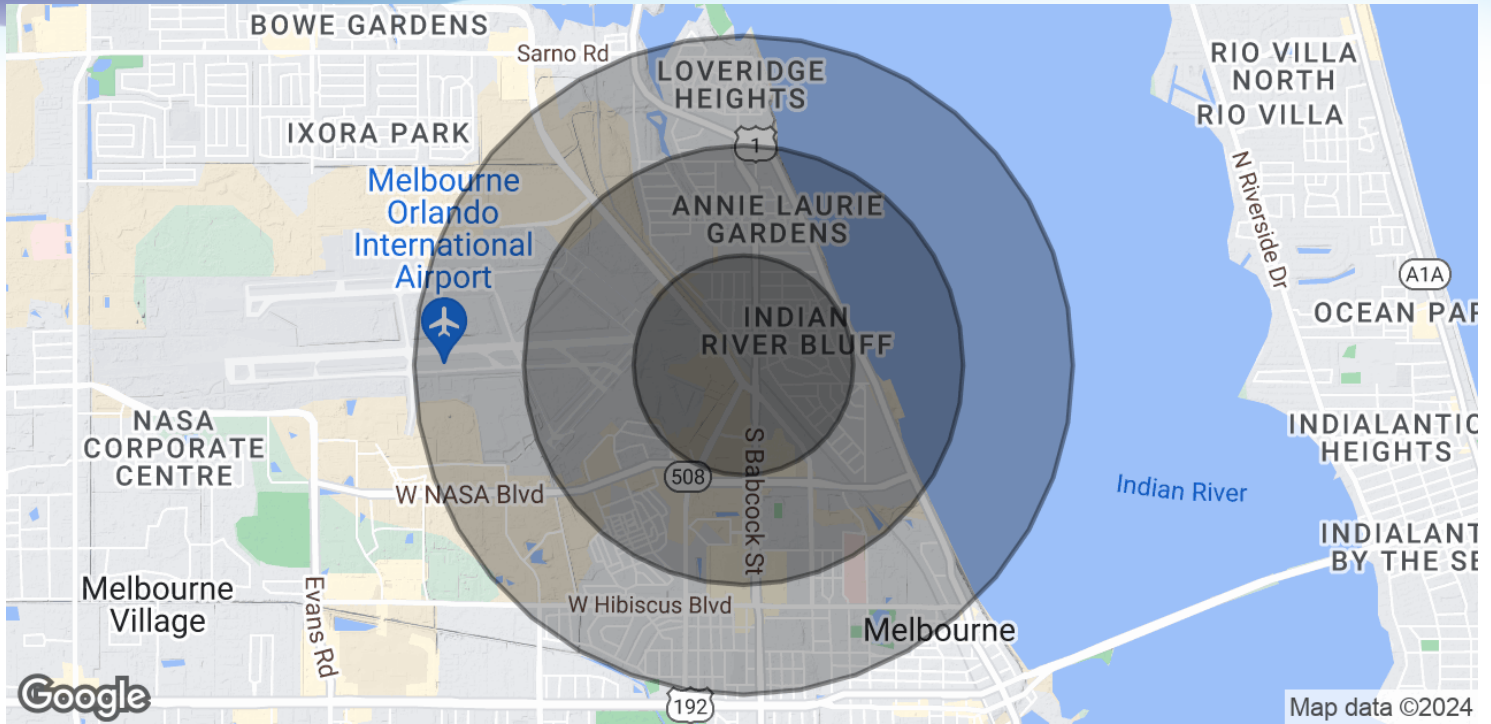 BOWE GARDENS
Sarno Rd
LOVERIDGE
HEIGHTS
RIO VILLA
NORTH
RIO VILLA
IXORA PARK
1
Melbourne
Orlando
International
Airport
ANNIE LAURIE
GARDENS
N Riverside Dr
A1A
INDIAN
RIVER BLUFF
OCEAN PAR
NASA
CORPORATE
CENTRE
INDIALANTIC
HEIGHTS
S Babcock St
508
W NASA Blvd
Indian River
INDIALANT
BY THE SE
Melbourne
Village
Evans Rd
W Hibiscus Blvd
Melbourne
192
Google
Map data ©2024